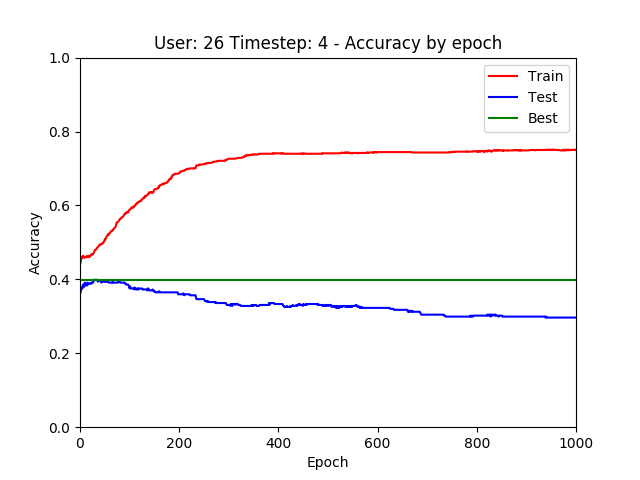 User: 26 Timestep: 4 - Accuracy by epoch
1.0
0.8
0.6
0.4
0.2
0.0
Accuracy
Train
Test
Best
0 200 400 600 800 1000
Epoch